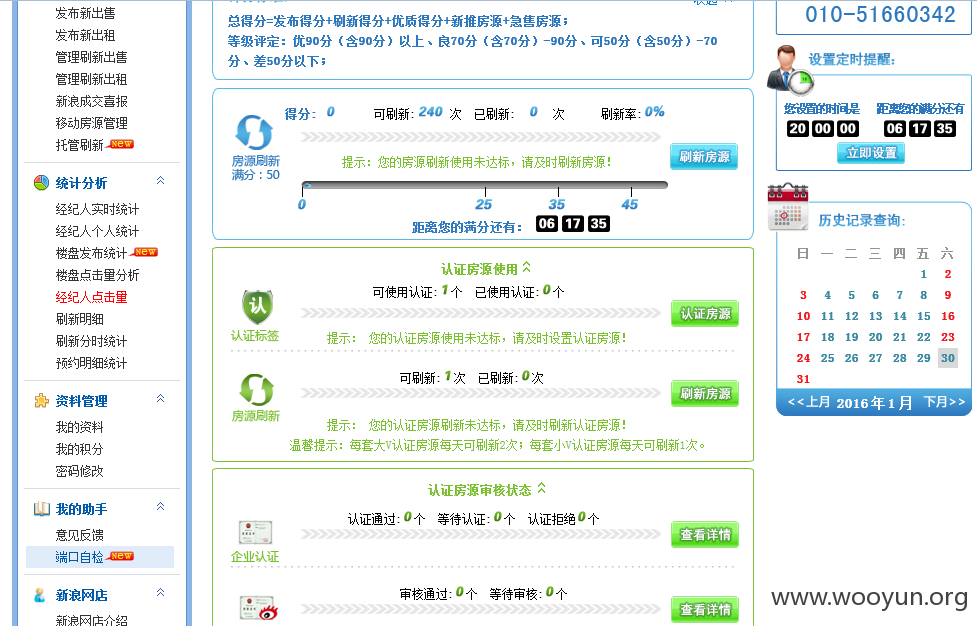 发布新出售
发布新出租
管理刷新出售
管理刷新出租
新浪成交喜报
移动房源管理
托管刷新 NEW
统计分析
经纪人实时统计
经纪人个人统计
楼盘发布统计 NEW
楼盘点击量分析
经纪人点击量
刷新明细
刷新分时统计
预约明细统计
资料管理
我的资料
我的积分
密码修改
我的助手
意见反馈
端口自检 NEW
新浪网店
新浪网店介绍
总得分=发布得分+刷新得分+优质得分+新推房源+急售房源；
等级评定：优90分（含90分）以上、良70分（含70分）-90分、可50分（含50分）-70
分、差50分以下；
房源刷新
满分：50
得分： 0 可刷新: 240 次 已刷新: 0 次 刷新率: 0%
提示：您的房源刷新使用未达标，请及时刷新房源！
刷新房源
0 25 35 45
距离您的满分还有： 06 17 35
认证房源使用
认
认证标签
可使用认证: 1 个 已使用认证: 0 个
认证房源
提示： 您的认证房源使用未达标，请及时设置认证房源！
房源刷新
可刷新: 1 次 已刷新: 0 次
刷新房源
提示： 您的认证房源刷新未达标，请及时刷新认证房源！
温馨提示：每套大V认证房源每天可刷新2次；每套小V认证房源每天可刷新1次。
认证房源审核状态
企业认证
认证通过: 0 个 等待认证: 0 个 认证拒绝 0 个
查看详情
审核通过: 0 个 等待审核: 0 个
查看详情
010-51660342
设置定时提醒：
您设置的时间是 距离您的满分还有
20 00 00 06 17 35
立即设置
历史记录查询：
日 一 二 三 四 五 六
1 2
3 4 5 6 7 8 9
10 11 12 13 14 15 16
17 18 19 20 21 22 23
24 25 26 27 28 29 30
31
<<上月 2016年1月 下月>>
www.wooyun.org